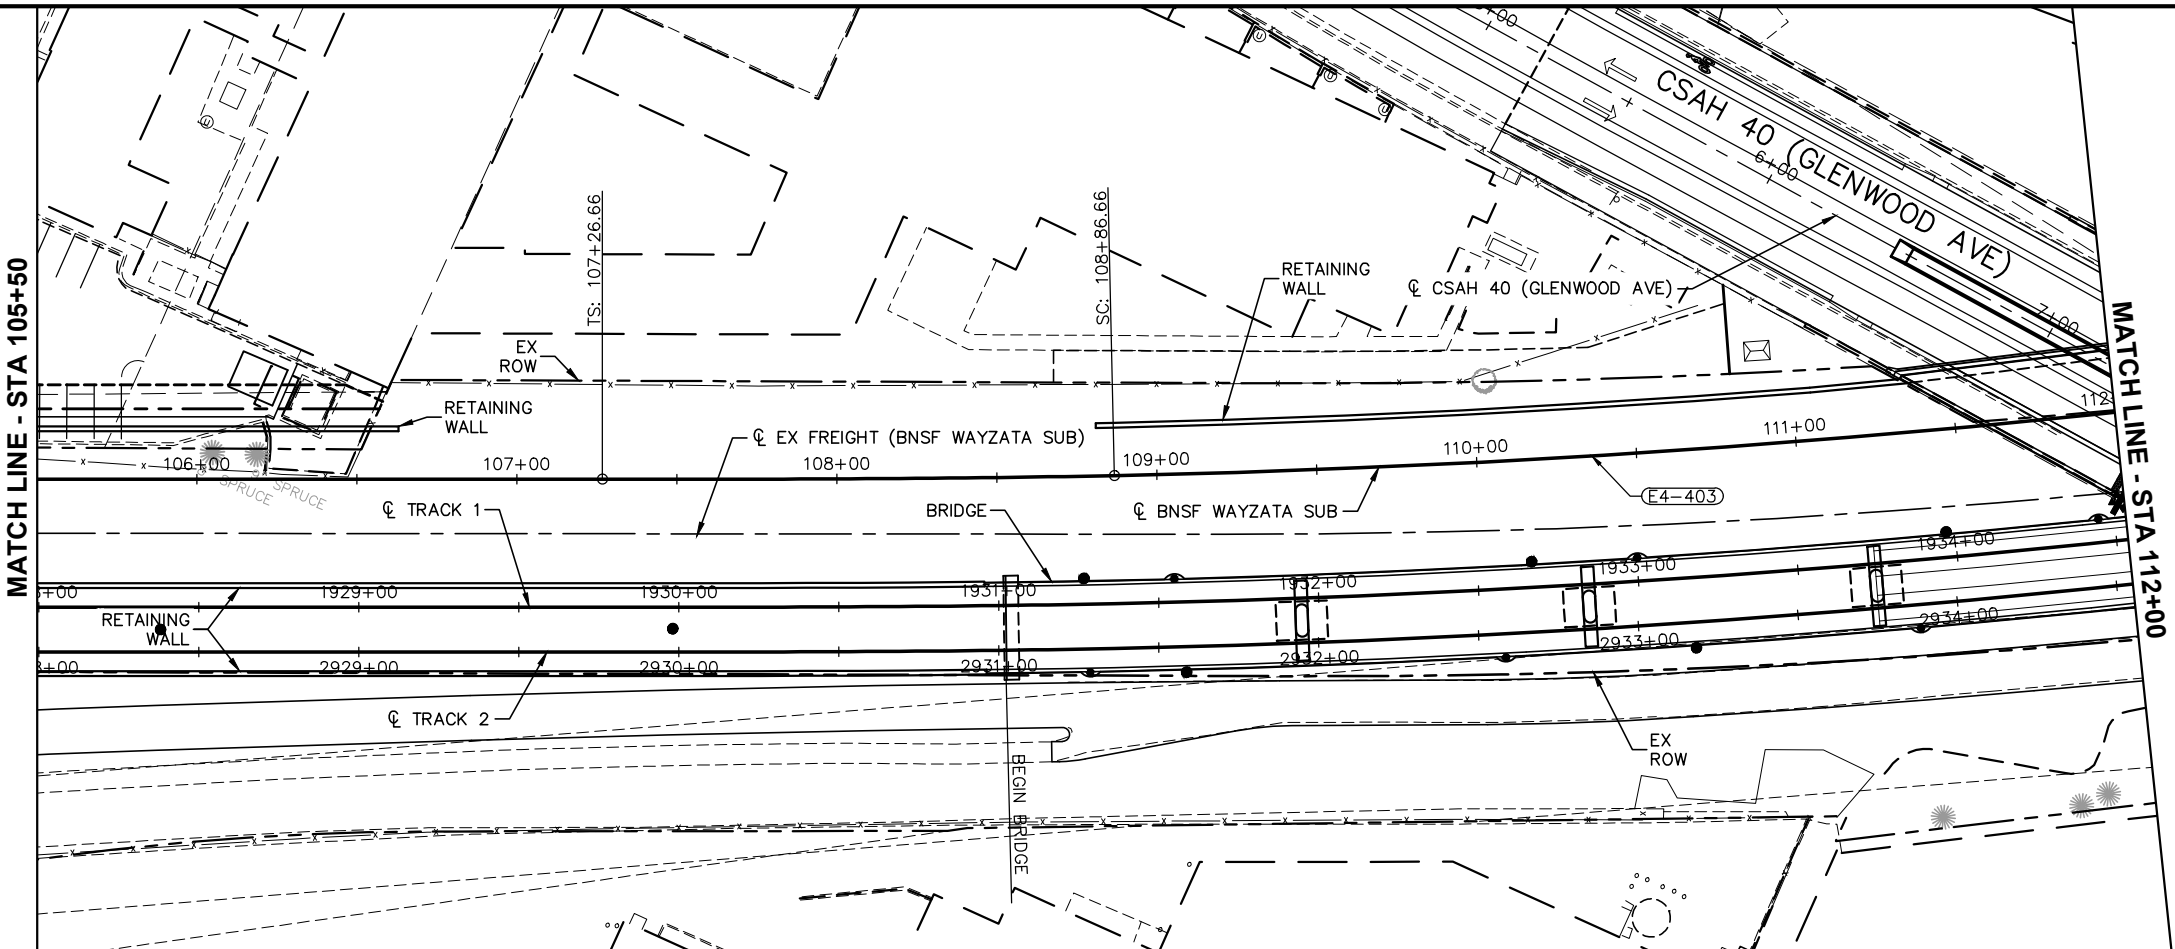 MATCH LINE - STA 105+50
MATCH LINE - STA 112+00
CSAH 40 (GLENWOOD AVE)
6+00
7+00
TS: 107+26.66
SC: 108+86.66
EX
ROW
RETAINING
WALL
RETAINING
WALL
℄ CSAH 40 (GLENWOOD AVE)
℄ EX FREIGHT (BNSF WAYZATA SUB)
106+00
107+00
108+00
109+00
110+00
111+00
112
SPRUCE
SPRUCE
℄ TRACK 1
BRIDGE
℄ BNSF WAYZATA SUB
E4-403
1929+00
1930+00
1931+00
1932+00
1933+00
1934+00
RETAINING
WALL
2929+00
2930+00
2931+00
2932+00
2933+00
2934+00
℄ TRACK 2
EX
ROW
BEGIN BRIDGE